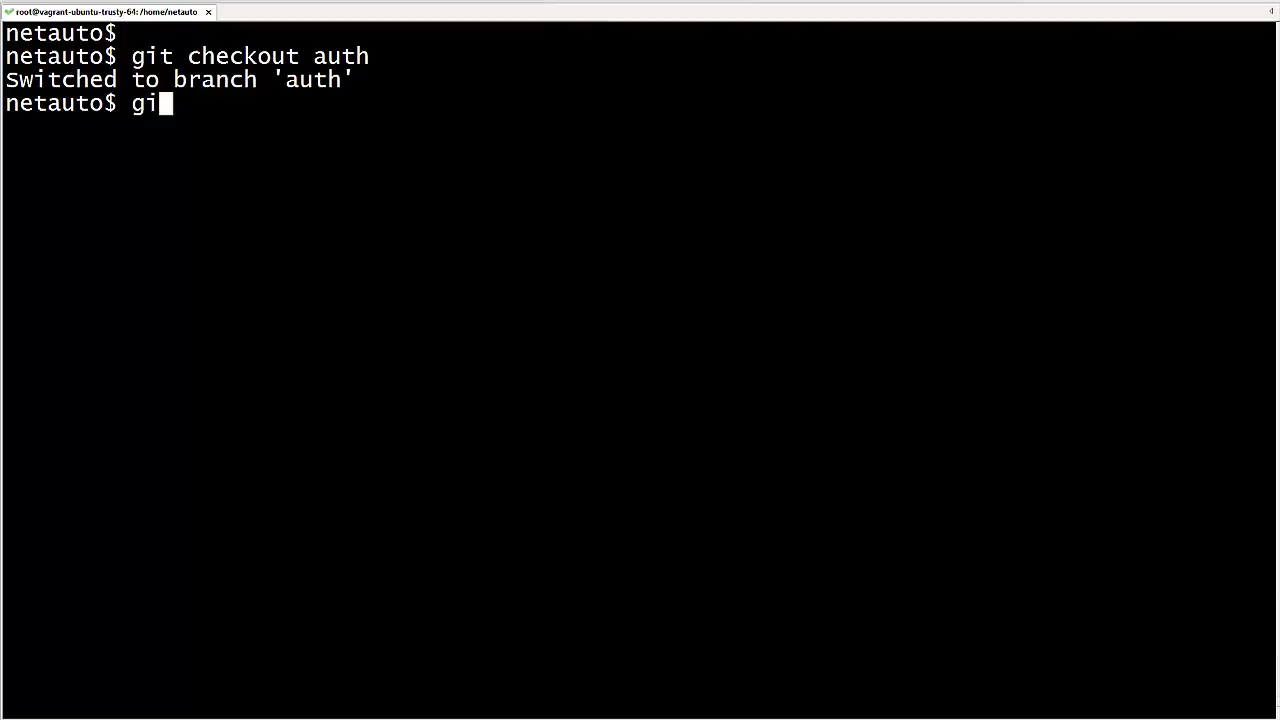 root@vagrant-ubuntu-trusty-64: /home/netauto
netauto$
netauto$ git checkout auth
Switched to branch 'auth'
netauto$ gi